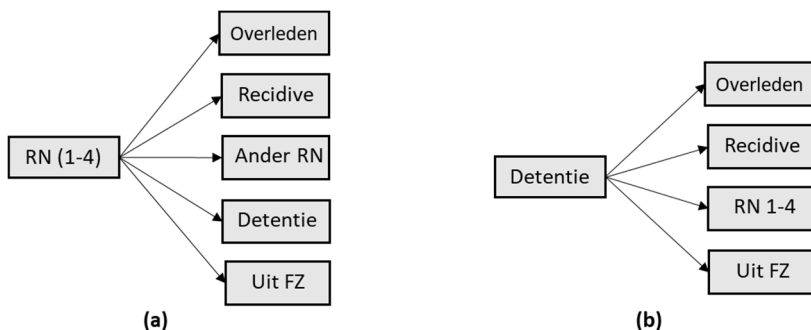 Overleden
Recidive
RN (1-4)
Ander RN
Detentie
Uit FZ
(a)
Overleden
Recidive
Detentie
RN 1-4
Uit FZ
(b)